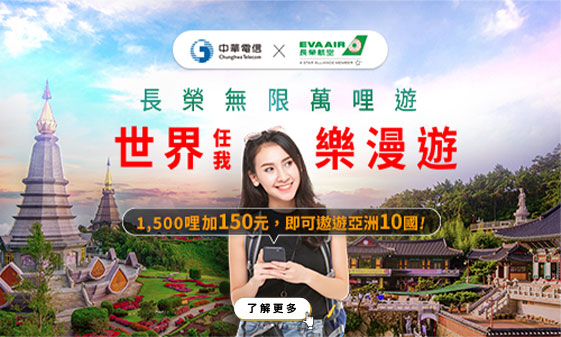 中華電信
Chunghwa Telecom
×
EVA AIR
長榮航空
A STAR ALLIANCE MEMBER
長榮無限萬哩遊
世界任我樂漫遊
1,500哩加150元，即可遨遊亞洲10國!
了解更多